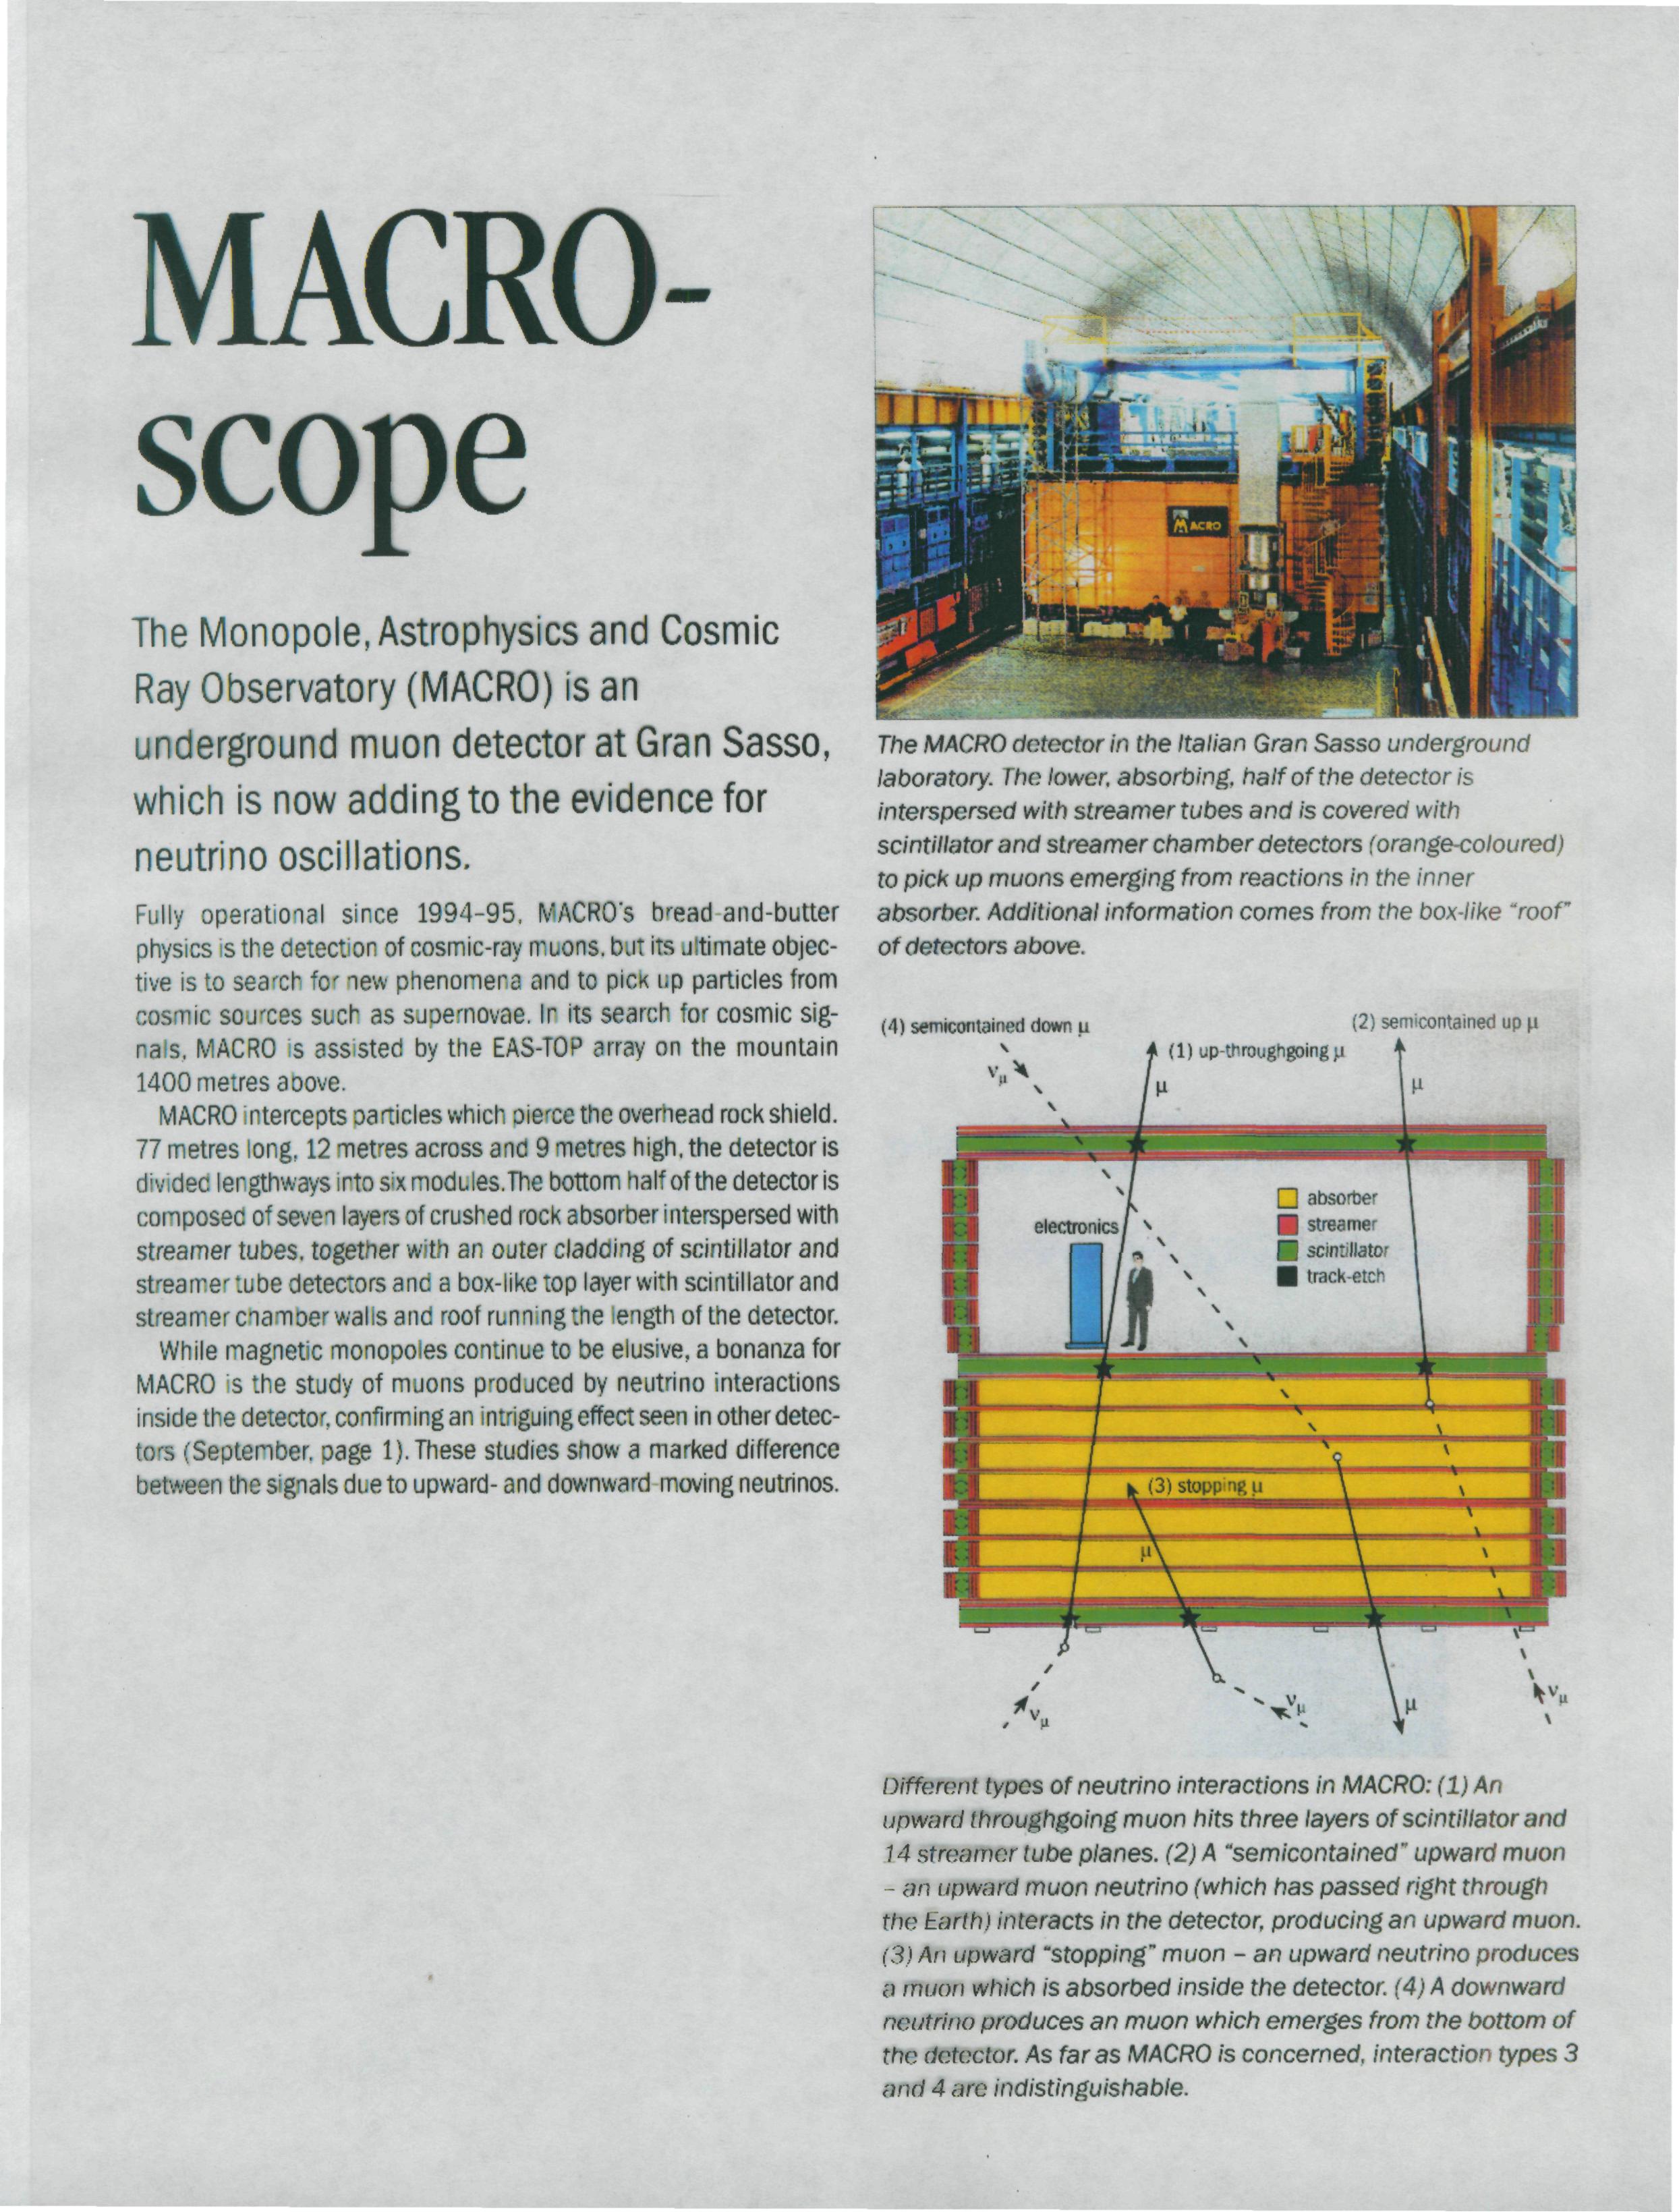 MACRO-
scope
The Monopole, Astrophysics and Cosmic
Ray Observatory (MACRO) is an
underground muon detector at Gran Sasso,
which is now adding to the evidence for
neutrino oscillations.
Fully operational since 1994–95, MACRO's bread-and-butter
physics is the detection of cosmic-ray muons, but its ultimate objec-
tive is to search for new phenomena and to pick up particles from
cosmic sources such as supernovae. In its search for cosmic sig-
nals, MACRO is assisted by the EAS-TOP array on the mountain
1400 metres above.
MACRO intercepts particles which pierce the overhead rock shield.
77 metres long, 12 metres across and 9 metres high, the detector is
divided lengthways into six modules. The bottom half of the detector is
composed of seven layers of crushed rock absorber interspersed with
streamer tubes, together with an outer cladding of scintillator and
streamer tube detectors and a box-like top layer with scintillator and
streamer chamber walls and roof running the length of the detector.
While magnetic monopoles continue to be elusive, a bonanza for
MACRO is the study of muons produced by neutrino interactions
inside the detector, confirming an intriguing effect seen in other detec-
tors (September, page 1). These studies show a marked difference
between the signals due to upward- and downward-moving neutrinos.
MACRO
The MACRO detector in the Italian Gran Sasso underground
laboratory. The lower, absorbing, half of the detector is
interspersed with streamer tubes and is covered with
scintillator and streamer chamber detectors (orange-coloured)
to pick up muons emerging from reactions in the inner
absorber. Additional information comes from the box-like "roof"
of detectors above.
(4) semicontained down μ
(2) semicontained up μ
(1) up-throughgoing μ
νμ
μ
μ
absorber
electronics
streamer
scintillator
track-etch
(3) stopping μ
μ
νμ
νμ
μ
νμ
Different types of neutrino interactions in MACRO: (1) An
upward throughgoing muon hits three layers of scintillator and
14 streamer tube planes. (2) A "semicontained" upward muon
– an upward muon neutrino (which has passed right through
the Earth) interacts in the detector, producing an upward muon.
(3) An upward "stopping" muon – an upward neutrino produces
a muon which is absorbed inside the detector. (4) A downward
neutrino produces an muon which emerges from the bottom of
the detector. As far as MACRO is concerned, interaction types 3
and 4 are indistinguishable.